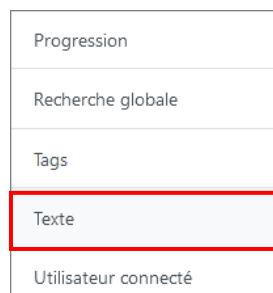 Progression
Recherche globale
Tags
Texte
Utilisateur connecté